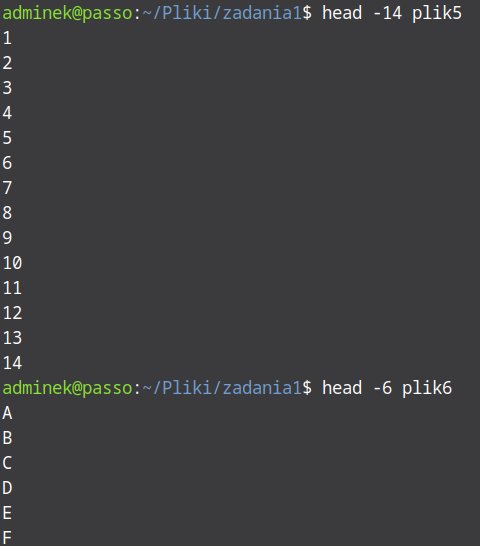 adminek@passo:~/Pliki/zadania1$ head -14 plik5
1
2
3
4
5
6
7
8
9
10
11
12
13
14
adminek@passo:~/Pliki/zadania1$ head -6 plik6
A
B
C
D
E
F